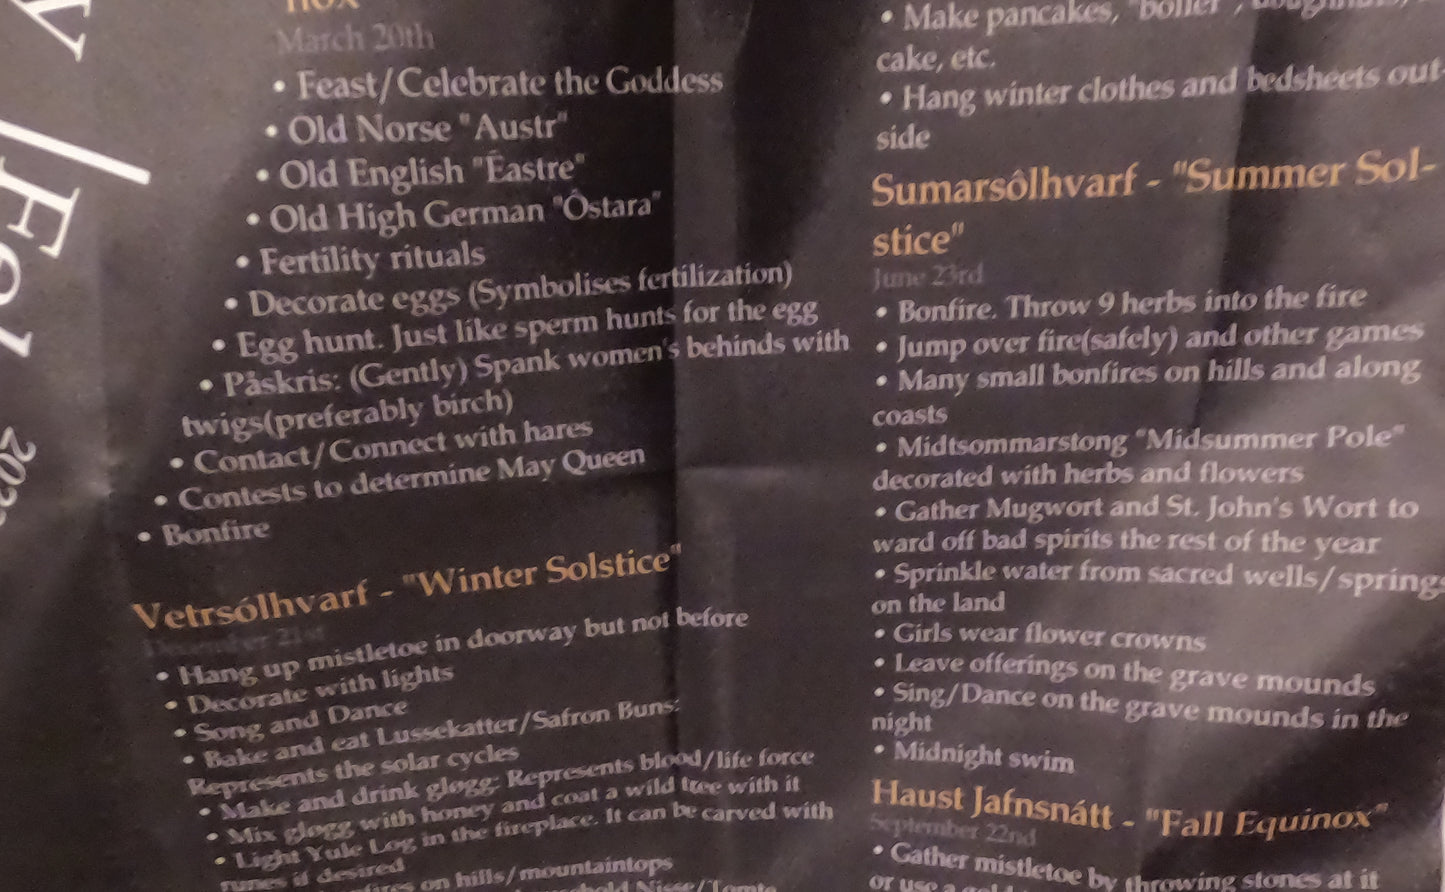 March 20th
• Feast/Celebrate the Goddess
• Old Norse "Austr"
• Old English "Ēastre"
• Old High German "Ôstara"
• Fertility rituals
• Decorate eggs (Symbolises fertilization)
• Egg hunt. Just like sperm hunts for the egg
• Påskris: (Gently) Spank women's behinds with
twigs(preferably birch)
• Contact/Connect with hares
• Contests to determine May Queen
• Bonfire
Vetrsólhvarf - "Winter Solstice"
December 21st
• Hang up mistletoe in doorway but not before
• Decorate with lights
• Song and Dance
• Bake and eat Lussekatter/Safron Buns:
Represents the solar cycles
• Make and drink gløgg: Represents blood/life force
• Mix gløgg with honey and coat a wild tree with it
• Light Yule Log in the fireplace. It can be carved with
runes if desired
on hills/mountaintops
Nisse/Tomte
• Make pancakes, "boller",
cake, etc.
• Hang winter clothes and bedsheets out-
side
Sumarsôlhvarf - "Summer Sol-
stice"
June 23rd
• Bonfire. Throw 9 herbs into the fire
• Jump over fire(safely) and other games
• Many small bonfires on hills and along
coasts
• Midtsommarstong "Midsummer Pole"
decorated with herbs and flowers
• Gather Mugwort and St. John's Wort to
ward off bad spirits the rest of the year
• Sprinkle water from sacred wells/springs
on the land
• Girls wear flower crowns
• Leave offerings on the grave mounds
• Sing/Dance on the grave mounds in the
night
• Midnight swim
Haust Jafnsnátt - "Fall Equinox"
September 22nd
• Gather mistletoe by throwing stones at it
or use a